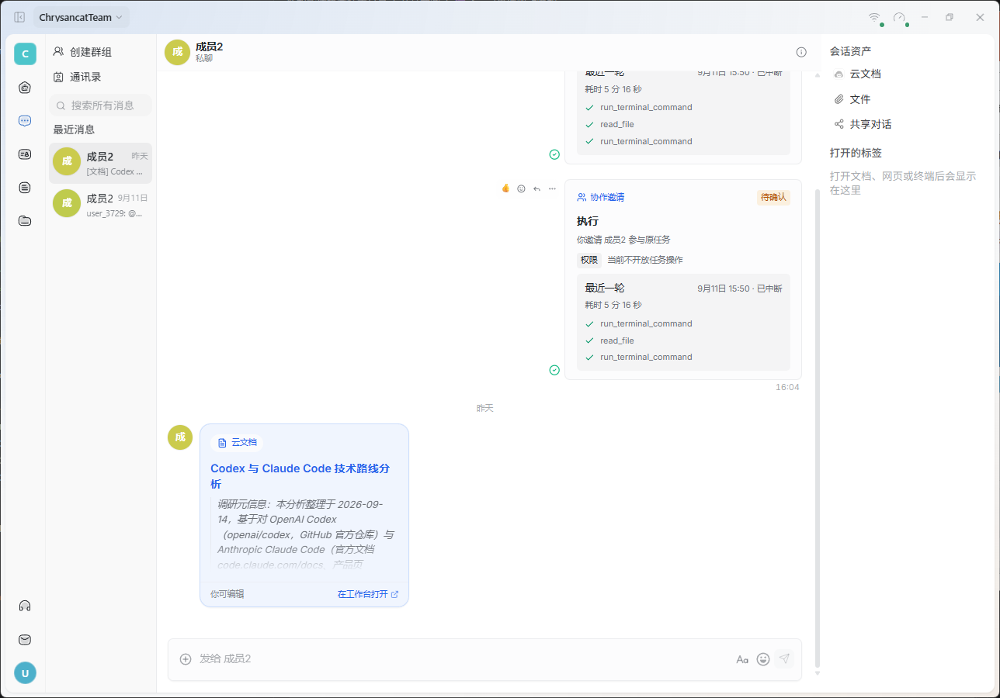 ChrysancatTeam
C
创建群组
通讯录
搜索所有消息
最近消息
成
成员2
昨天
[文档] Codex ...
成
成员2
9月11日
user_3729: @...
U
成
成员2
私聊
最近一轮
9月11日 15:50 · 已中断
耗时 5 分 16 秒
run_terminal_command
read_file
run_terminal_command
协作邀请
待确认
执行
你邀请 成员2 参与原任务
权限
当前不开放任务操作
最近一轮
9月11日 15:50 · 已中断
耗时 5 分 16 秒
run_terminal_command
read_file
run_terminal_command
16:04
昨天
成
云文档
Codex 与 Claude Code 技术路线分
析
调研元信息：本分析整理于 2026-09-
14，基于对 OpenAI Codex
（openai/codex，GitHub 官方仓库）与
Anthropic Claude Code（官方文档
code.claude.com/docs、产品页
你可编辑
在工作台打开
发给 成员2
Aa
会话资产
云文档
文件
共享对话
打开的标签
打开文档、网页或终端后会显示
在这里